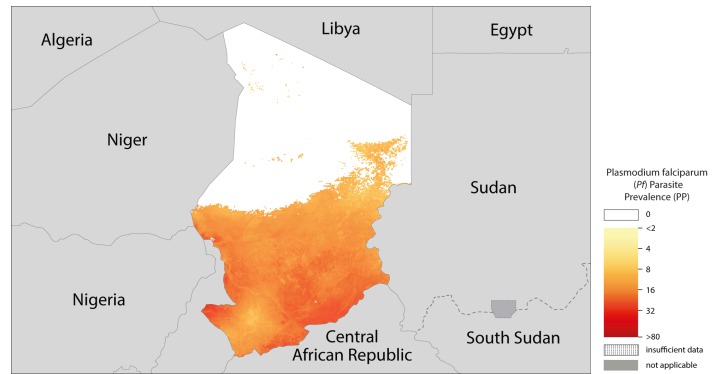 Algeria
Libya
Egypt
Niger
Sudan
Nigeria
Central
African Republic
South Sudan
Plasmodium falciparum
(Pf) Parasite
Prevalence (PP)
0
<2
4
8
16
32
>80
insufficient data
not applicable